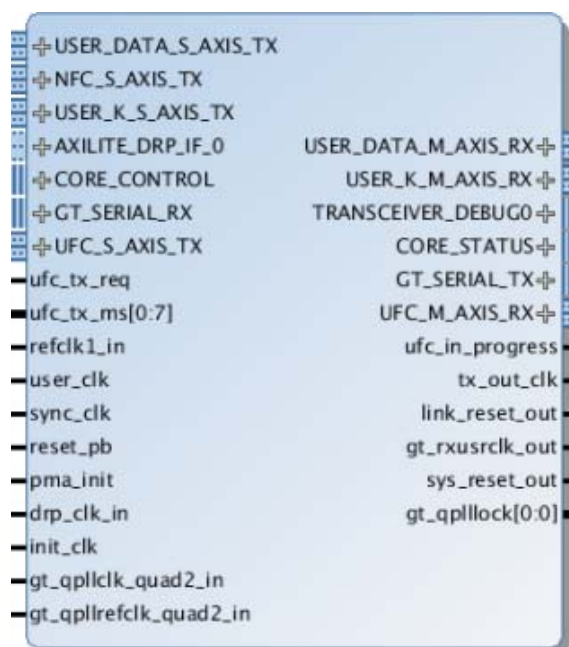 USER_DATA_S_AXIS_TX
NFC_S_AXIS_TX
USER_K_S_AXIS_TX
AXILITE_DRP_IF_0
CORE_CONTROL
GT_SERIAL_RX
UFC_S_AXIS_TX
ufc_tx_req
ufc_tx_ms[0:7]
refclk1_in
user_clk
sync_clk
reset_pb
pma_init
drp_clk_in
init_clk
gt_qpllclk_quad2_in
gt_qpllrefclk_quad2_in
USER_DATA_M_AXIS_RX
USER_K_M_AXIS_RX
TRANSCEIVER_DEBUG0
CORE_STATUS
GT_SERIAL_TX
UFC_M_AXIS_RX
ufc_in_progress
tx_out_clk
link_reset_out
gt_rxusrclk_out
sys_reset_out
gt_qplllock[0:0]